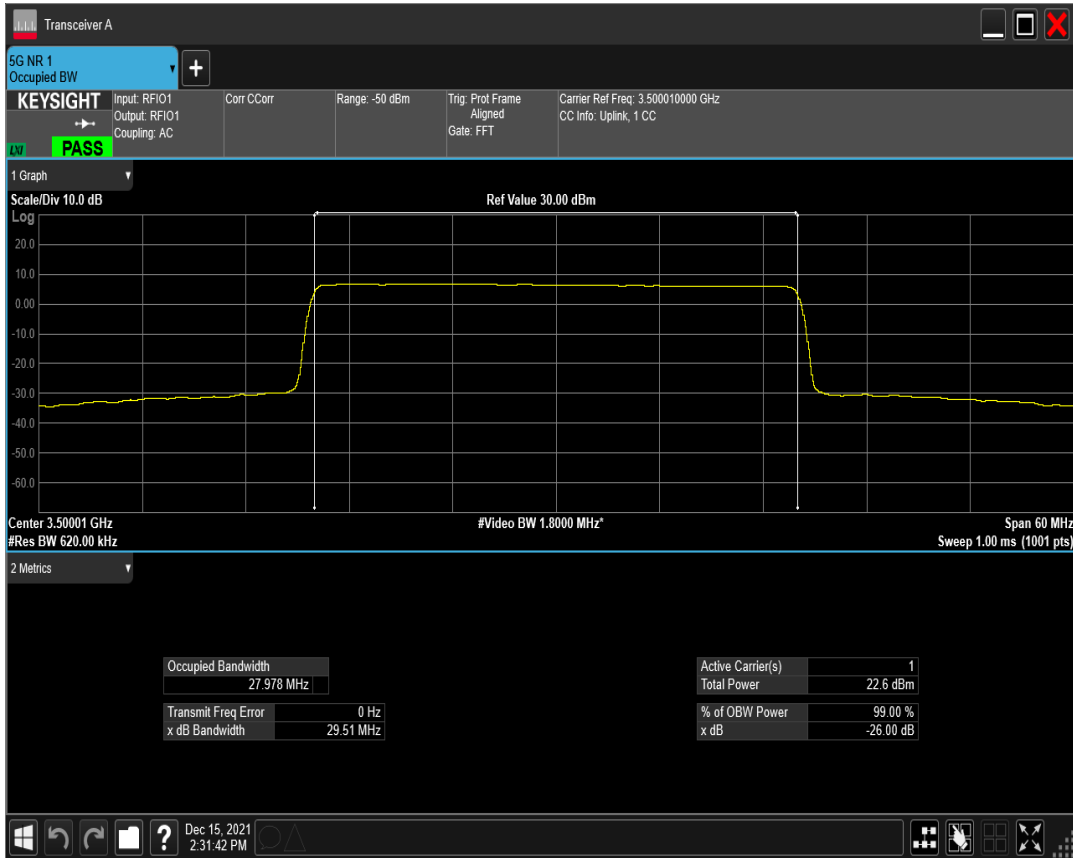 Transceiver A
5G NR 1
Occupied BW
KEYSIGHT
LXI
PASS
Input: RFIO1
Output: RFIO1
Coupling: AC
Corr CCorr
Range: -50 dBm
Trig: Prot Frame
Aligned
Gate: FFT
Carrier Ref Freq: 3.500010000 GHz
CC Info: Uplink, 1 CC
1 Graph
Scale/Div 10.0 dB
Ref Value 30.00 dBm
Log
20.0
10.0
0.00
-10.0
-20.0
-30.0
-40.0
-50.0
-60.0
Center 3.50001 GHz
#Video BW 1.8000 MHz*
Span 60 MHz
#Res BW 620.00 kHz
Sweep 1.00 ms (1001 pts)
2 Metrics
Occupied Bandwidth
27.978 MHz
Transmit Freq Error 0 Hz
x dB Bandwidth 29.51 MHz
Active Carrier(s) 1
Total Power 22.6 dBm
% of OBW Power 99.00 %
x dB -26.00 dB
?
Dec 15, 2021
2:31:42 PM